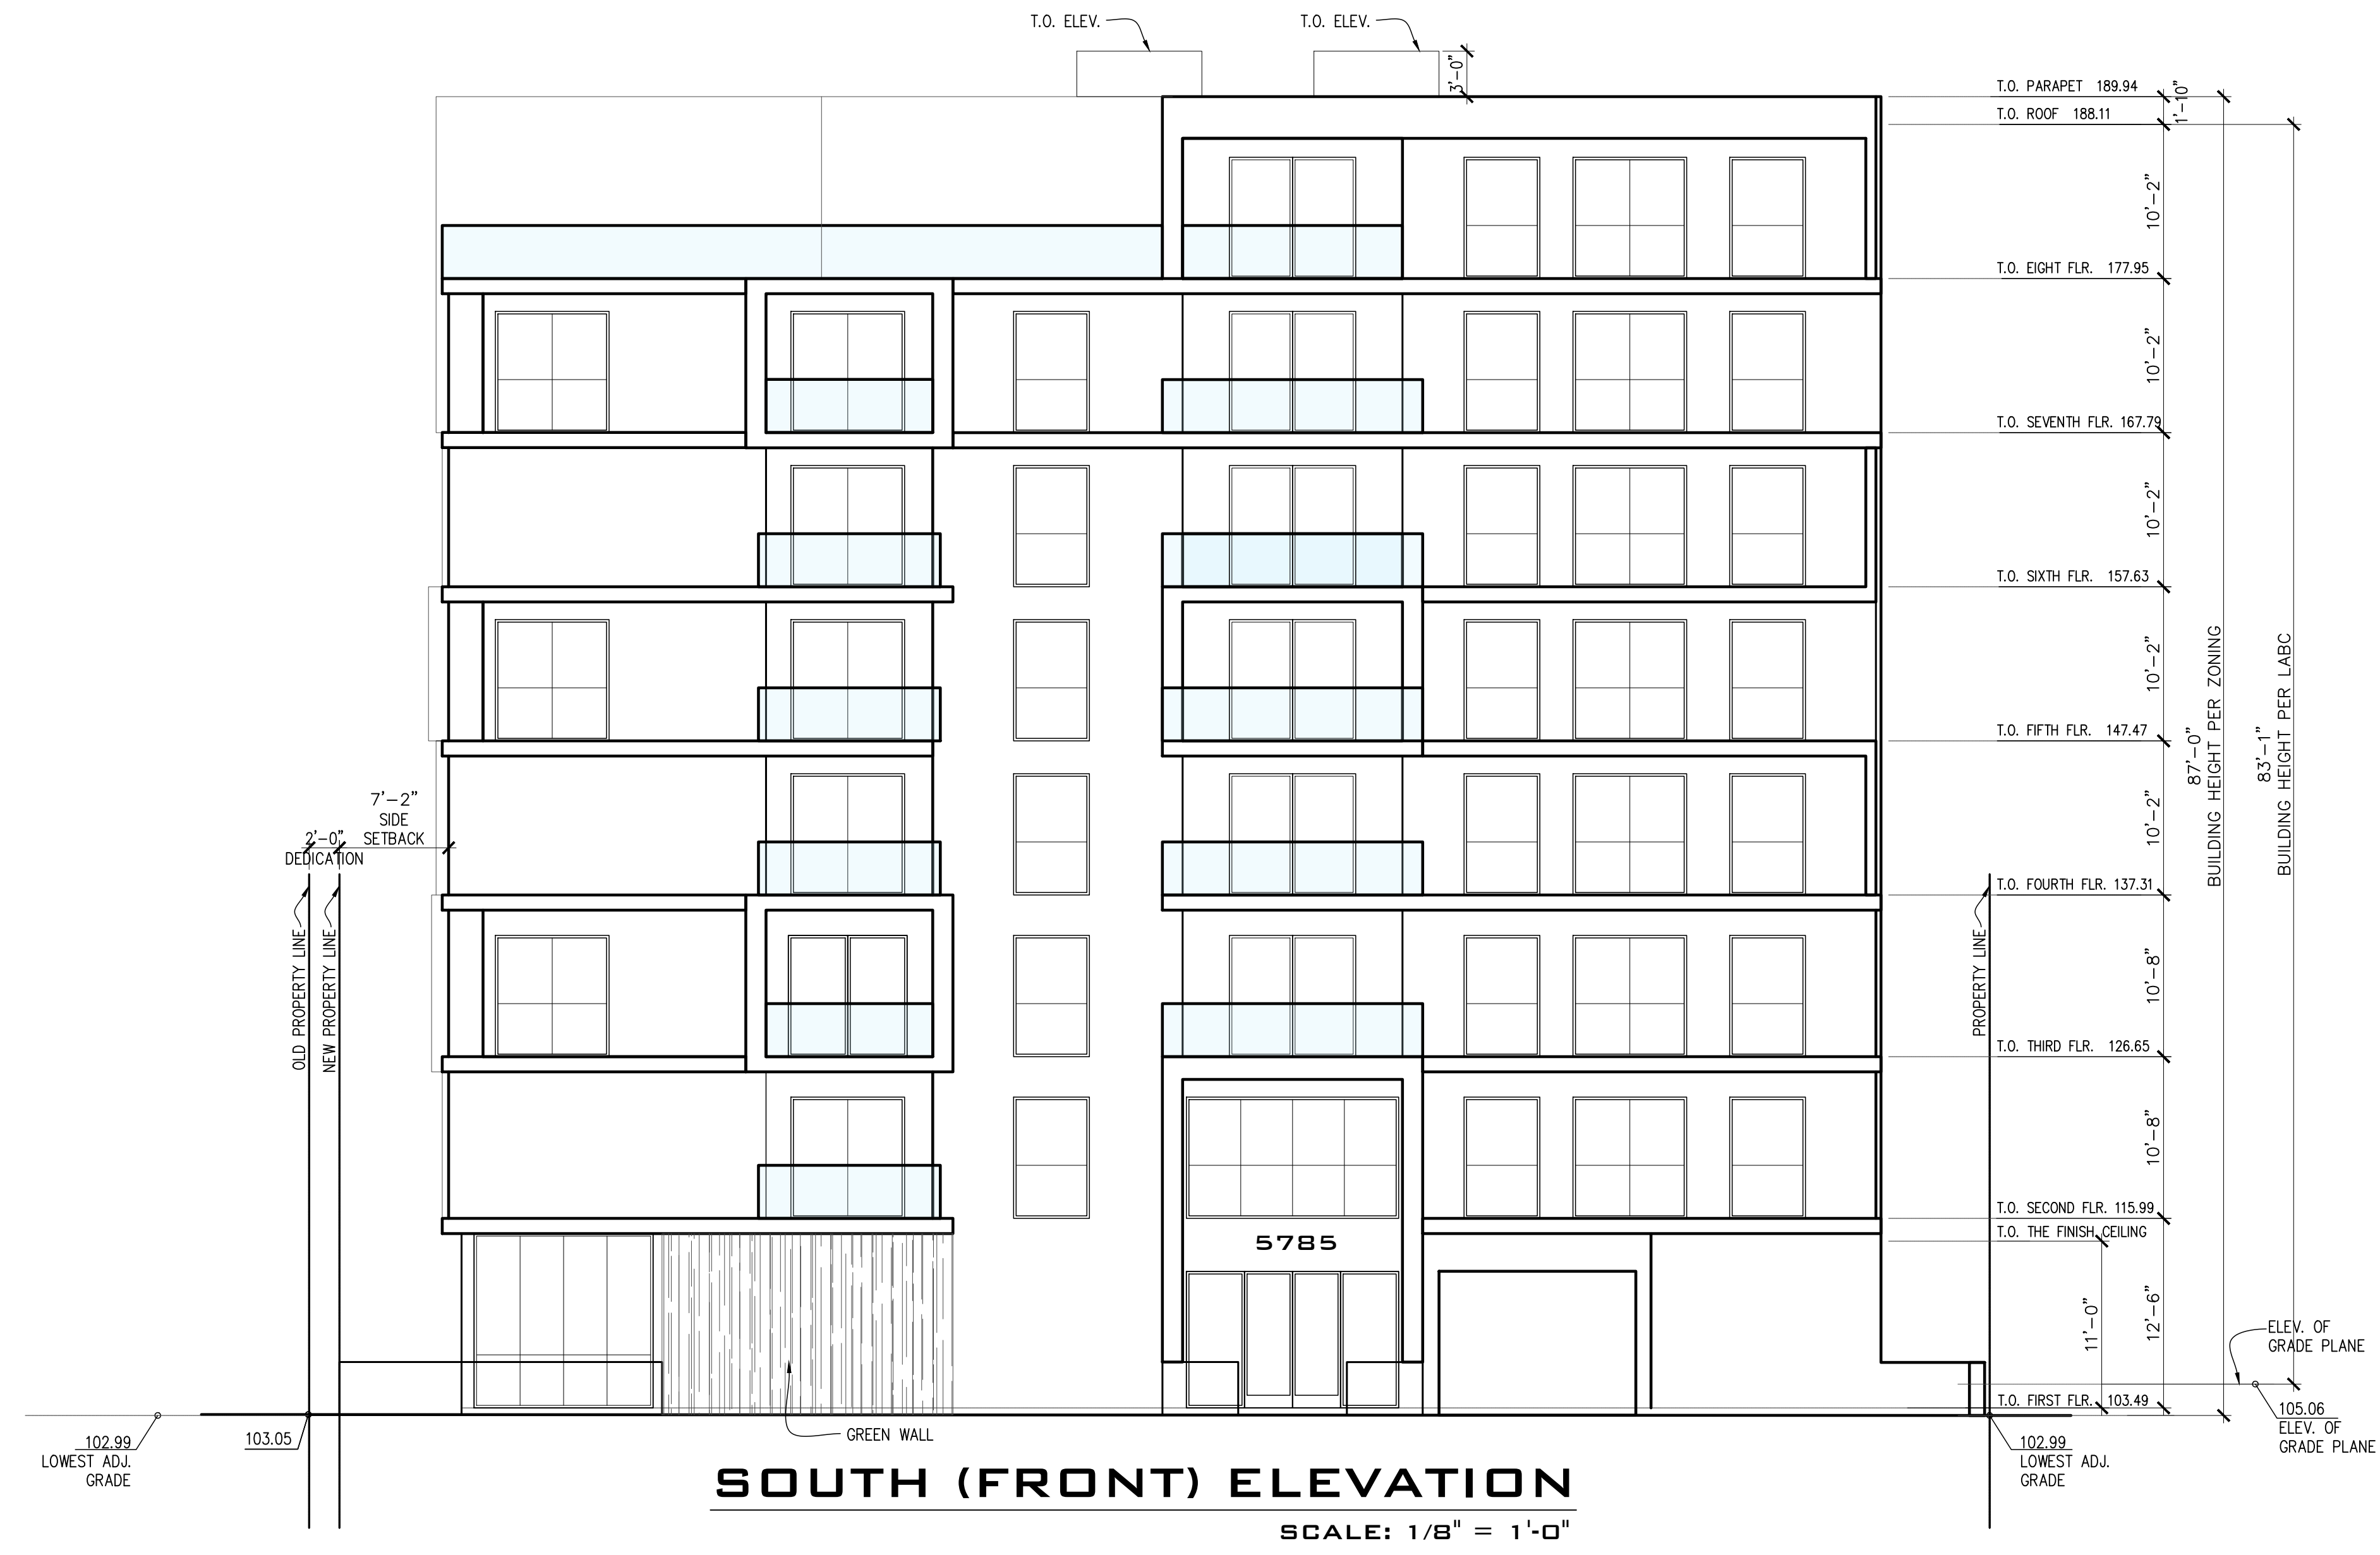 T.O. ELEV.
T.O. ELEV.
3'-0"
T.O. PARAPET 189.94
1'-10"
T.O. ROOF 188.11
10'-2"
T.O. EIGHT FLR. 177.95
10'-2"
T.O. SEVENTH FLR. 167.79
10'-2"
T.O. SIXTH FLR. 157.63
10'-2"
T.O. FIFTH FLR. 147.47
10'-2"
T.O. FOURTH FLR. 137.31
10'-8"
T.O. THIRD FLR. 126.65
10'-8"
T.O. SECOND FLR. 115.99
T.O. THE FINISH CEILING
11'-0"
12'-6"
T.O. FIRST FLR. 103.49
87'-0"
BUILDING HEIGHT PER ZONING
83'-1"
BUILDING HEIGHT PER LABC
ELEV. OF
GRADE PLANE
105.06
ELEV. OF
GRADE PLANE
7'-2"
SIDE
SETBACK
2'-0"
DEDICATION
OLD PROPERTY LINE
NEW PROPERTY LINE
PROPERTY LINE
5785
GREEN WALL
102.99
LOWEST ADJ.
GRADE
103.05
102.99
LOWEST ADJ.
GRADE
SOUTH (FRONT) ELEVATION
SCALE: 1/8" = 1'-0"